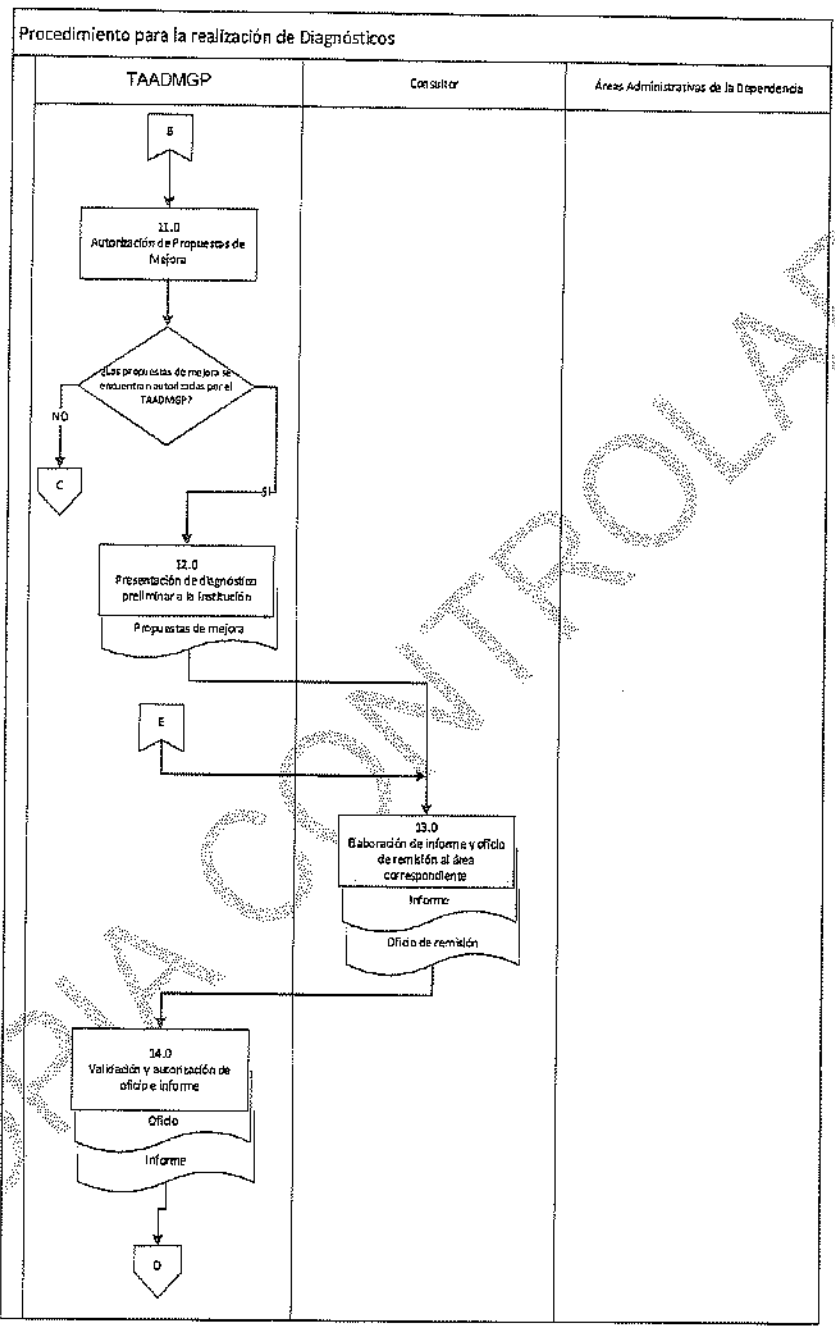 Procedimiento para la realización de Diagnósticos
TAADMGP
Consultor
Áreas Administrativas de la Dependencia
B
11.0
Autorización de Propuestas de
Mejora
¿Las propuestas de mejora se
encuentran autorizadas por el
TAADMGP?
NO
SI
C
12.0
Presentación de diagnóstico
preliminar a la Institución
Propuestas de mejora
E
13.0
Elaboración de informe y oficio
de remisión al área
correspondiente
Informe
Oficio de remisión
14.0
Validación y autorización de
oficio e informe
Oficio
Informe
D
PIA CONTROLAD